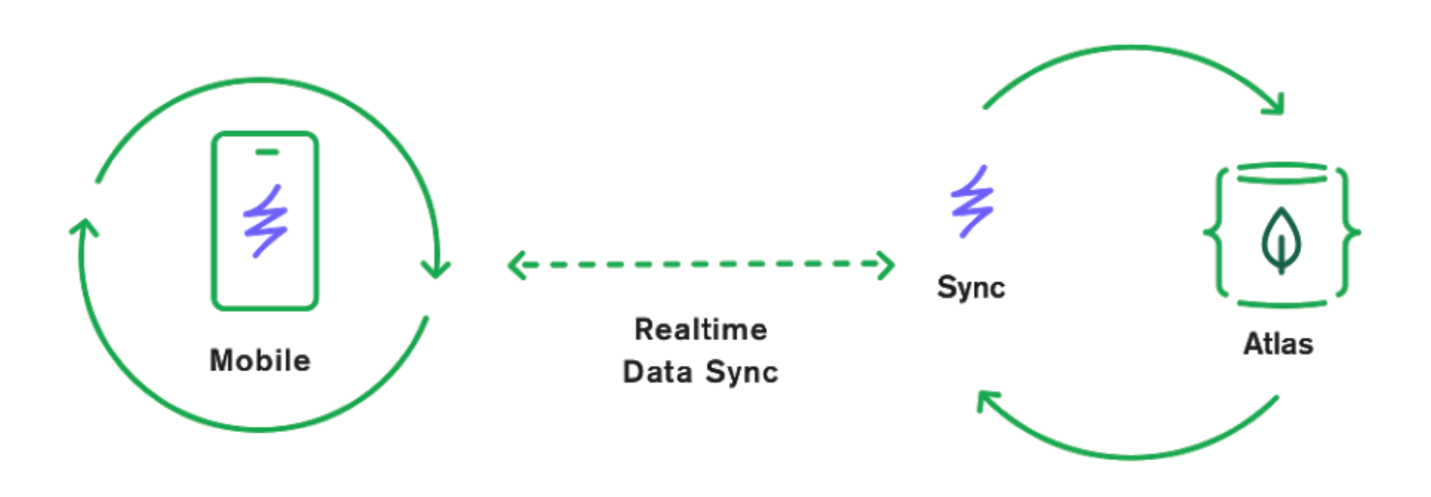 Mobile
Realtime
Data Sync
Sync
Atlas